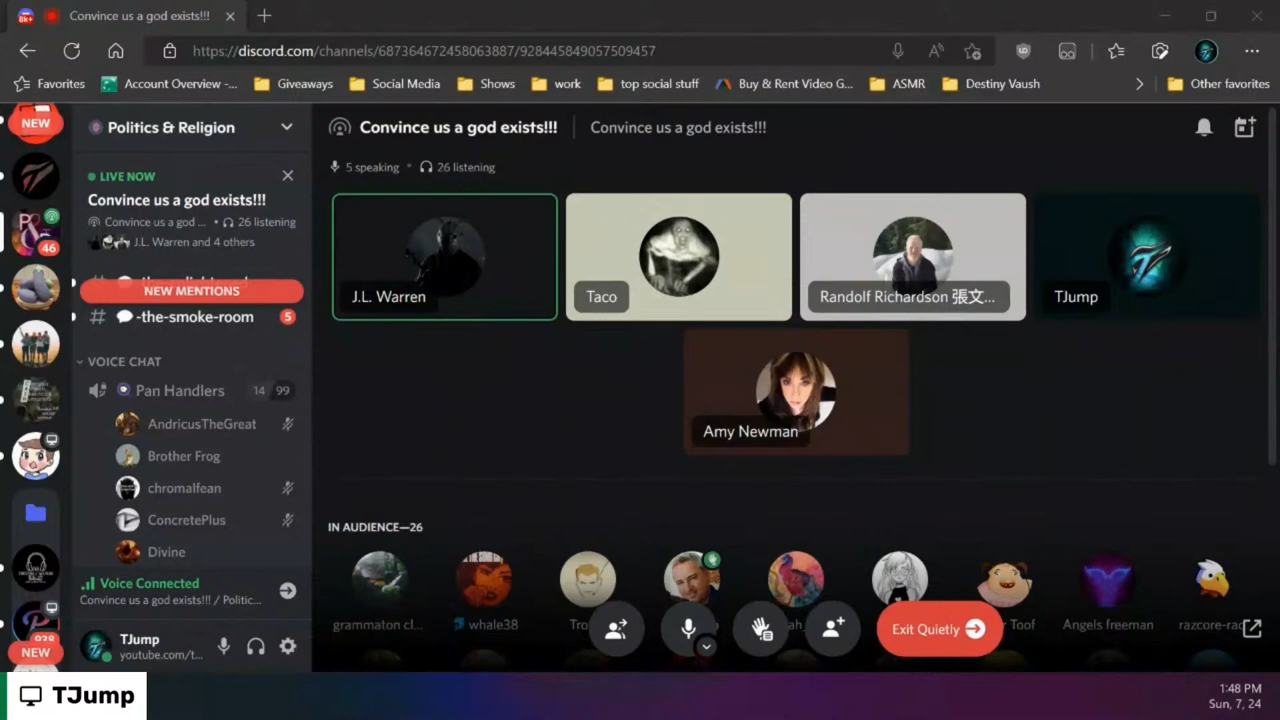 8k+
Convince us a god exists!!!
https://discord.com/channels/687364672458063887/928445849057509457
Favorites
Account Overview -...
Giveaways
Social Media
Shows
work
top social stuff
Buy & Rent Video G...
ASMR
Destiny Vaush
Other favorites
NEW
Politics & Religion
Convince us a god exists!!!
Convince us a god exists!!!
5 speaking
26 listening
LIVE NOW
Convince us a god exists!!!
Convince us a god ... • 26 listening
J.L. Warren and 4 others
46
NEW MENTIONS
# -the-smoke-room 5
VOICE CHAT
Pan Handlers 14 99
AndricusTheGreat
Brother Frog
chromalfean
ConcretePlus
Divine
Voice Connected
Convince us a god exists!!! / Politic...
TJump
youtube.com/t...
938
NEW
J.L. Warren
Taco
Randolf Richardson 張文...
TJump
Amy Newman
IN AUDIENCE—26
grammaton cl...
whale38
Exit Quietly
Toof
Angels freeman
TJump
1:48 PM
Sun, 7, 24